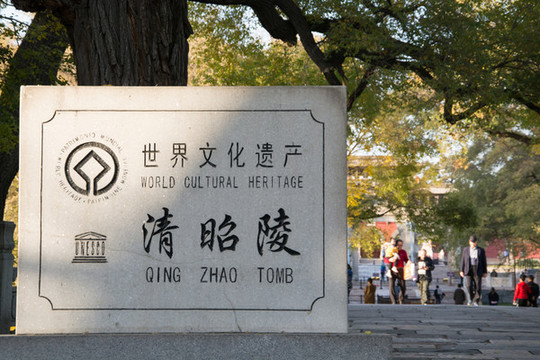 世界文化遗产
WORLD CULTURAL HERITAGE
清昭陵
QING ZHAO TOMB
UNESCO